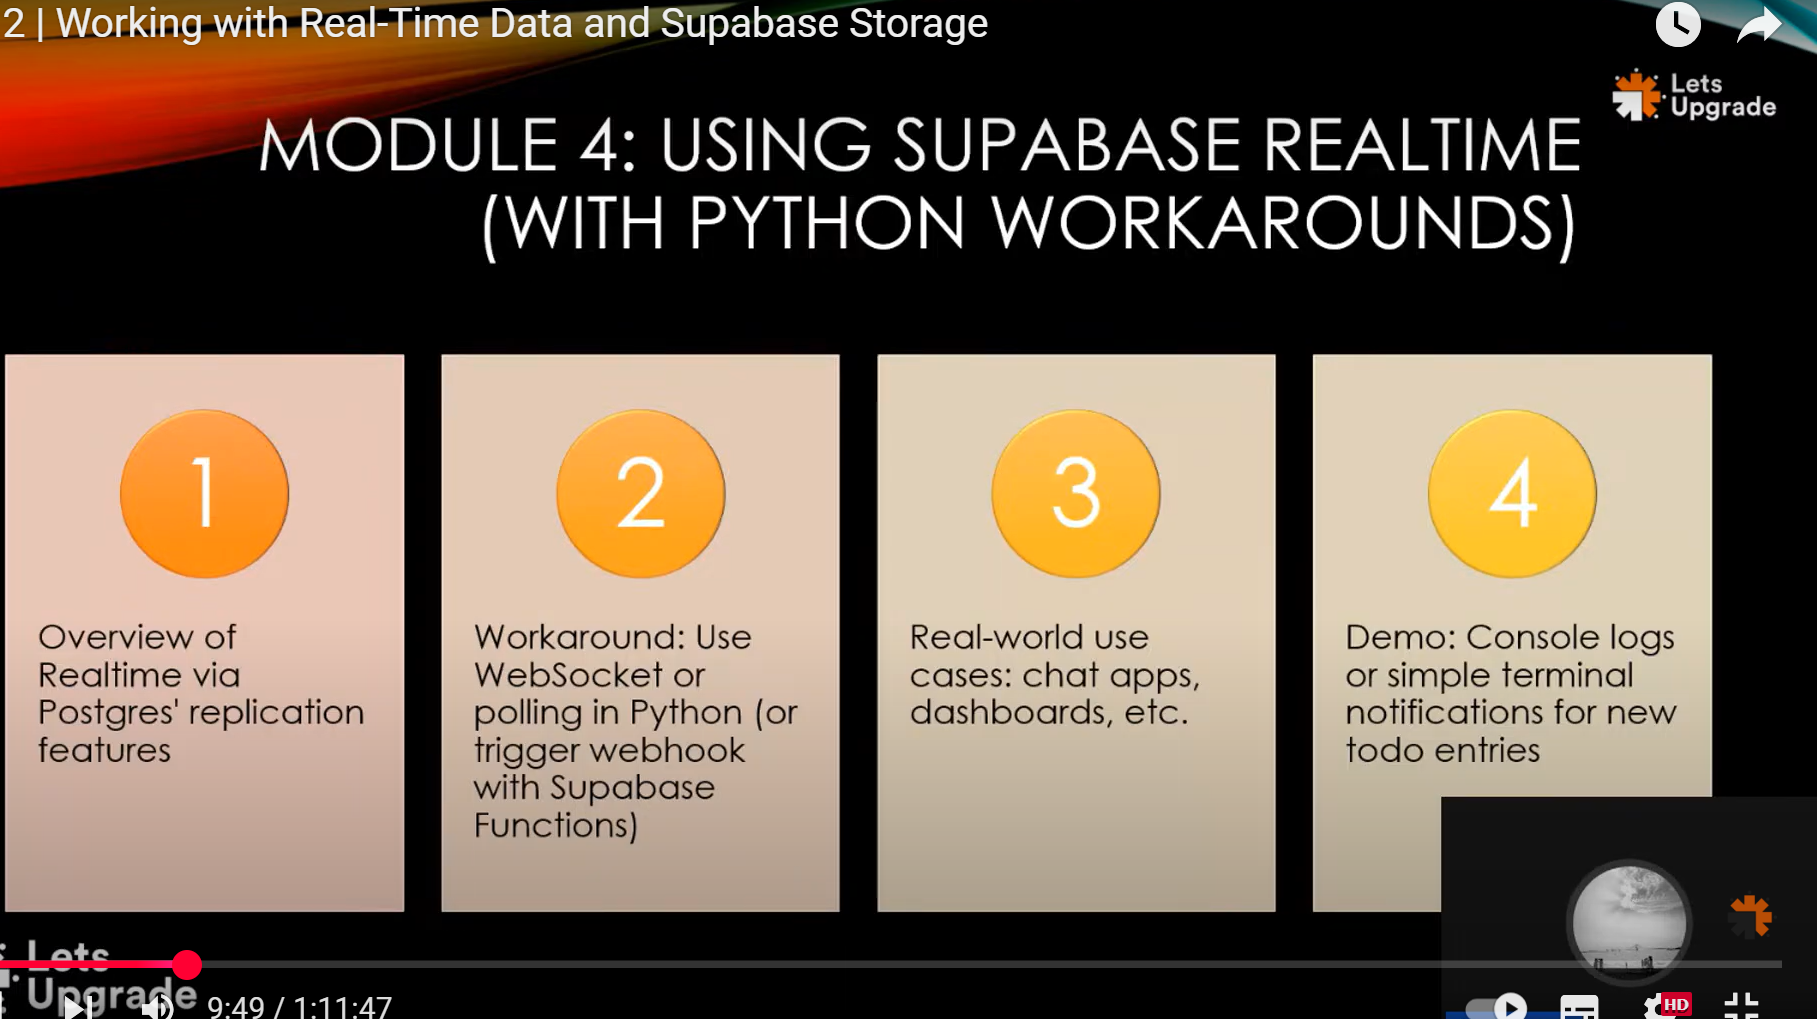 2 | Working with Real-Time Data and Supabase Storage
Lets
Upgrade
MODULE 4: USING SUPABASE REALTIME
(WITH PYTHON WORKAROUNDS)
1
Overview of
Realtime via
Postgres' replication
features
2
Workaround: Use
WebSocket or
polling in Python (or
trigger webhook
with Supabase
Functions)
3
Real-world use
cases: chat apps,
dashboards, etc.
4
Demo: Console logs
or simple terminal
notifications for new
todo entries
Lets
Upgrade
9:49 / 1:11:47
HD